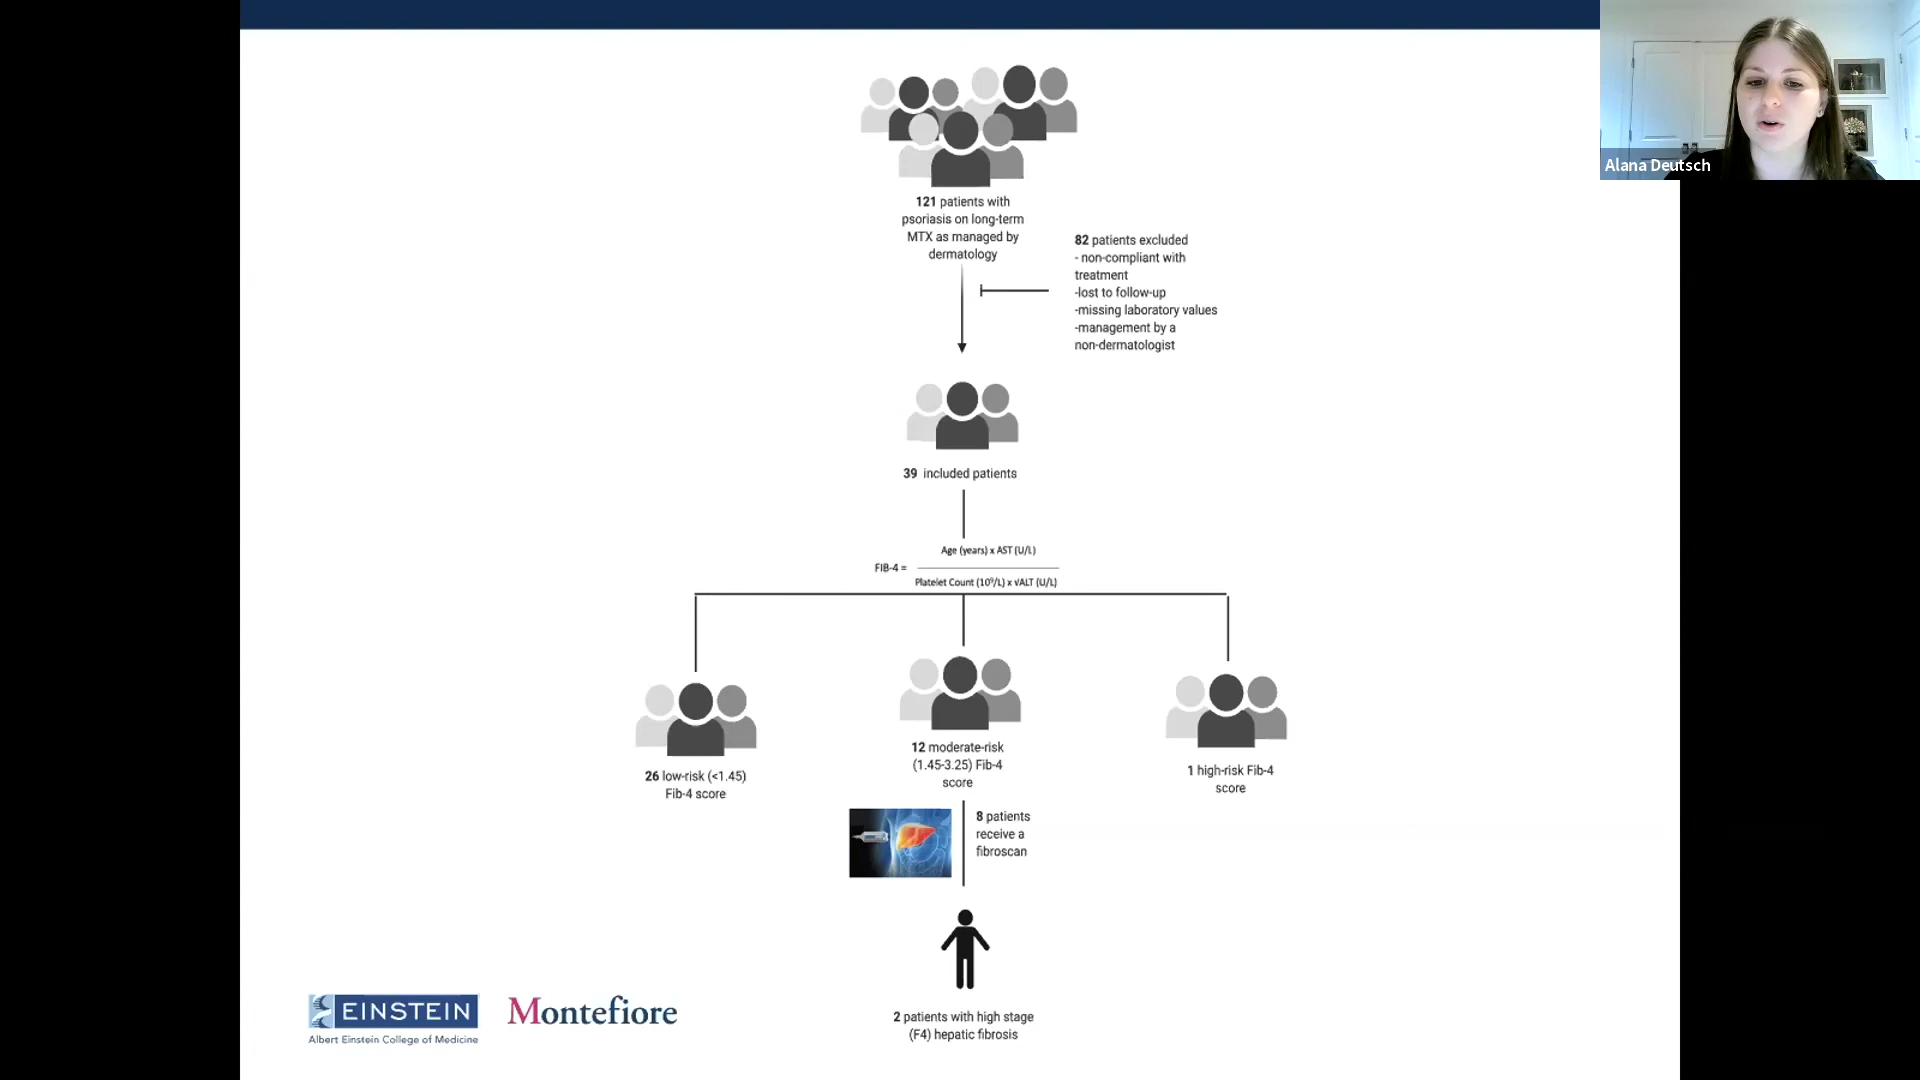 Alana Deutsch
121 patients with
psoriasis on long-term
MTX as managed by
dermatology
82 patients excluded
- non-compliant with
treatment
-lost to follow-up
-missing laboratory values
-management by a
non-dermatologist
39 included patients
Age (years) x AST (U/L)
FIB-4 =
Platelet Count (10⁹/L) x √ALT (U/L)
26 low-risk (<1.45)
Fib-4 score
12 moderate-risk
(1.45-3.25) Fib-4
score
1 high-risk Fib-4
score
8 patients
receive a
fibroscan
2 patients with high stage
(F4) hepatic fibrosis
EINSTEIN
Albert Einstein College of Medicine
Montefiore